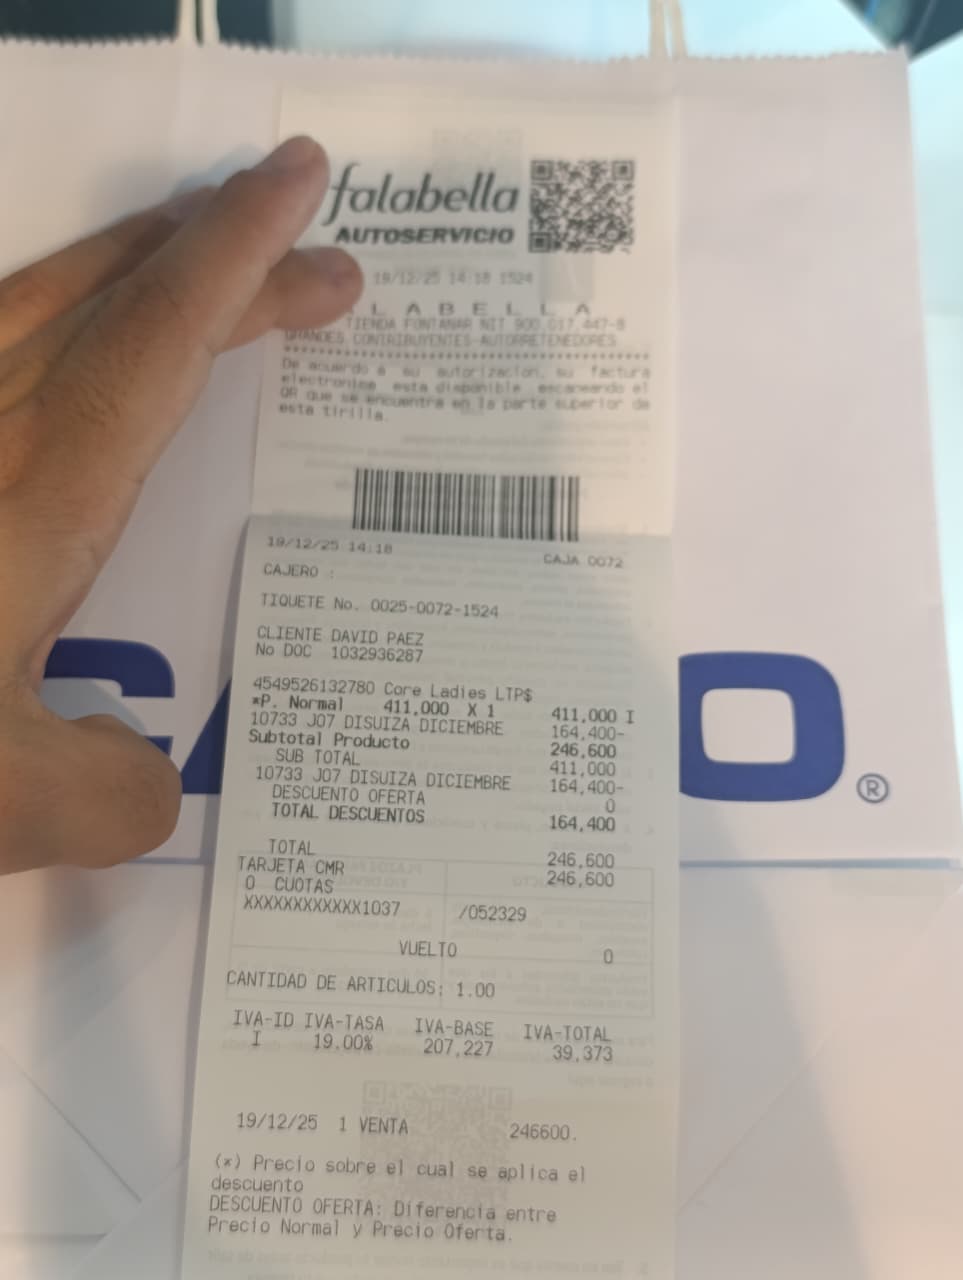 falabella
AUTOSERVICIO
19/12/25 14:18 1524
L A B E L L A
TIENDA FONTANAR NIT 900.017.447-8
GRANDES CONTRIBUYENTES-AUTORRETENEDORES
De acuerdo a su autorizacion, su factura
electronica esta disponible escaneando el
QR que se encuentra en la parte superior de
esta tirilla.
19/12/25 14:18 CAJA 0072
CAJERO :
TIQUETE No. 0025-0072-1524
CLIENTE DAVID PAEZ
No DOC 1032936287
4549526132780 Core Ladies LTP$
*P. Normal 411,000 X 1 411,000 I
10733 J07 DISUIZA DICIEMBRE 164,400-
Subtotal Producto 246,600
SUB TOTAL 411,000
10733 J07 DISUIZA DICIEMBRE 164,400-
DESCUENTO OFERTA 0
TOTAL DESCUENTOS 164,400
TOTAL 246,600
TARJETA CMR 246,600
0 CUOTAS
XXXXXXXXXXXX1037 /052329
VUELTO 0
CANTIDAD DE ARTICULOS: 1.00
IVA-ID IVA-TASA IVA-BASE IVA-TOTAL
I 19.00% 207,227 39,373
19/12/25 1 VENTA 246600.
(*) Precio sobre el cual se aplica el
descuento
DESCUENTO OFERTA: Diferencia entre
Precio Normal y Precio Oferta.